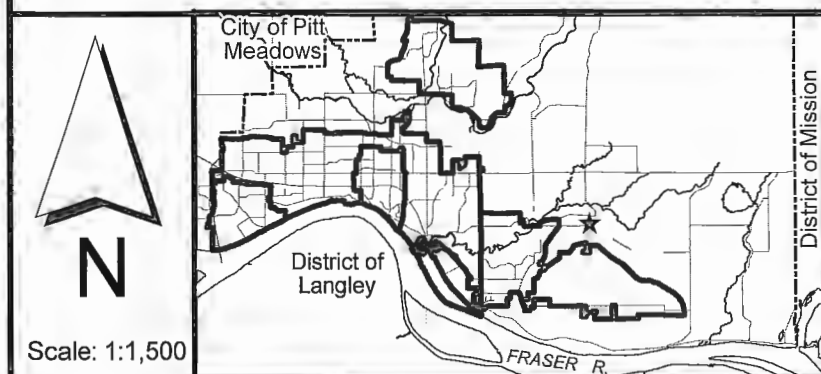 City of Pitt
Meadows
District of
Langley
FRASER R.
District of Mission
N
Scale: 1:1,500